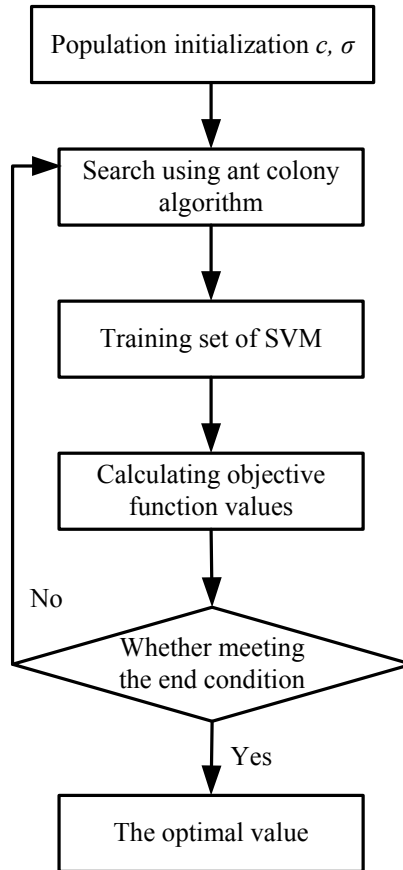 Population initialization c, σ
Search using ant colony
algorithm
Training set of SVM
Calculating objective
function values
No
Whether meeting
the end condition
Yes
The optimal value